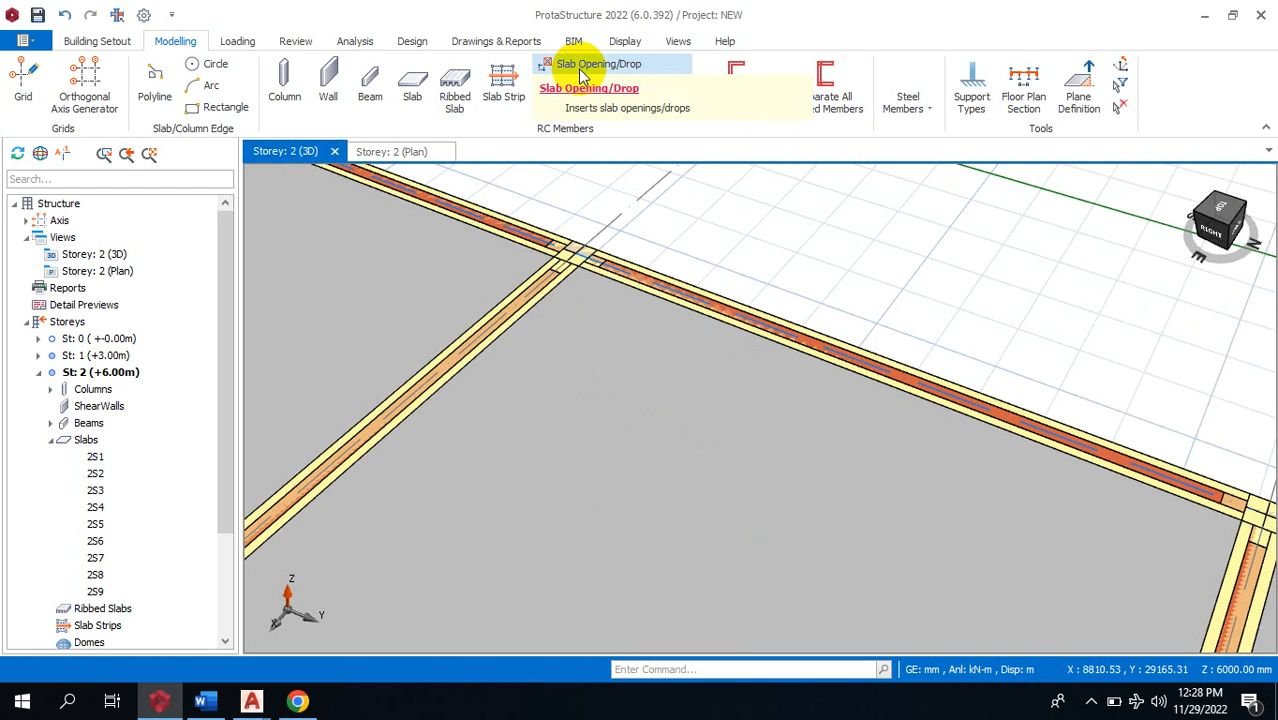 ProtaStructure 2022 (6.0.392) / Project: NEW
Building Setout Modelling Loading Review Analysis Design Drawings & Reports BIM Display Views Help
Grid
Orthogonal
Axis Generator
Grids
Polyline
Circle
Arc
Rectangle
Slab/Column Edge
Column
Wall
Beam
Slab
Ribbed
Slab
Slab Strip
Slab Opening/Drop
Slab Opening/Drop
Inserts slab openings/drops
RC Members
arate All
d Members
Steel
Members
Support
Types
Floor Plan
Section
Plane
Definition
Tools
Storey: 2 (3D)
Storey: 2 (Plan)
Search...
Structure
Axis
Views
3D Storey: 2 (3D)
P Storey: 2 (Plan)
Reports
Detail Previews
Storeys
St: 0 ( +-0.00m)
St: 1 (+3.00m)
St: 2 (+6.00m)
Columns
ShearWalls
Beams
Slabs
2S1
2S2
2S3
2S4
2S5
2S6
2S7
2S8
2S9
Ribbed Slabs
Slab Strips
Domes
TOP
RIGHT
N
E
Z
Y
X
Enter Command...
GE: mm, Anl: kN-m, Disp: m
X : 8810.53, Y : 29165.31
Z: 6000.00 mm
12:28 PM
11/29/2022
1